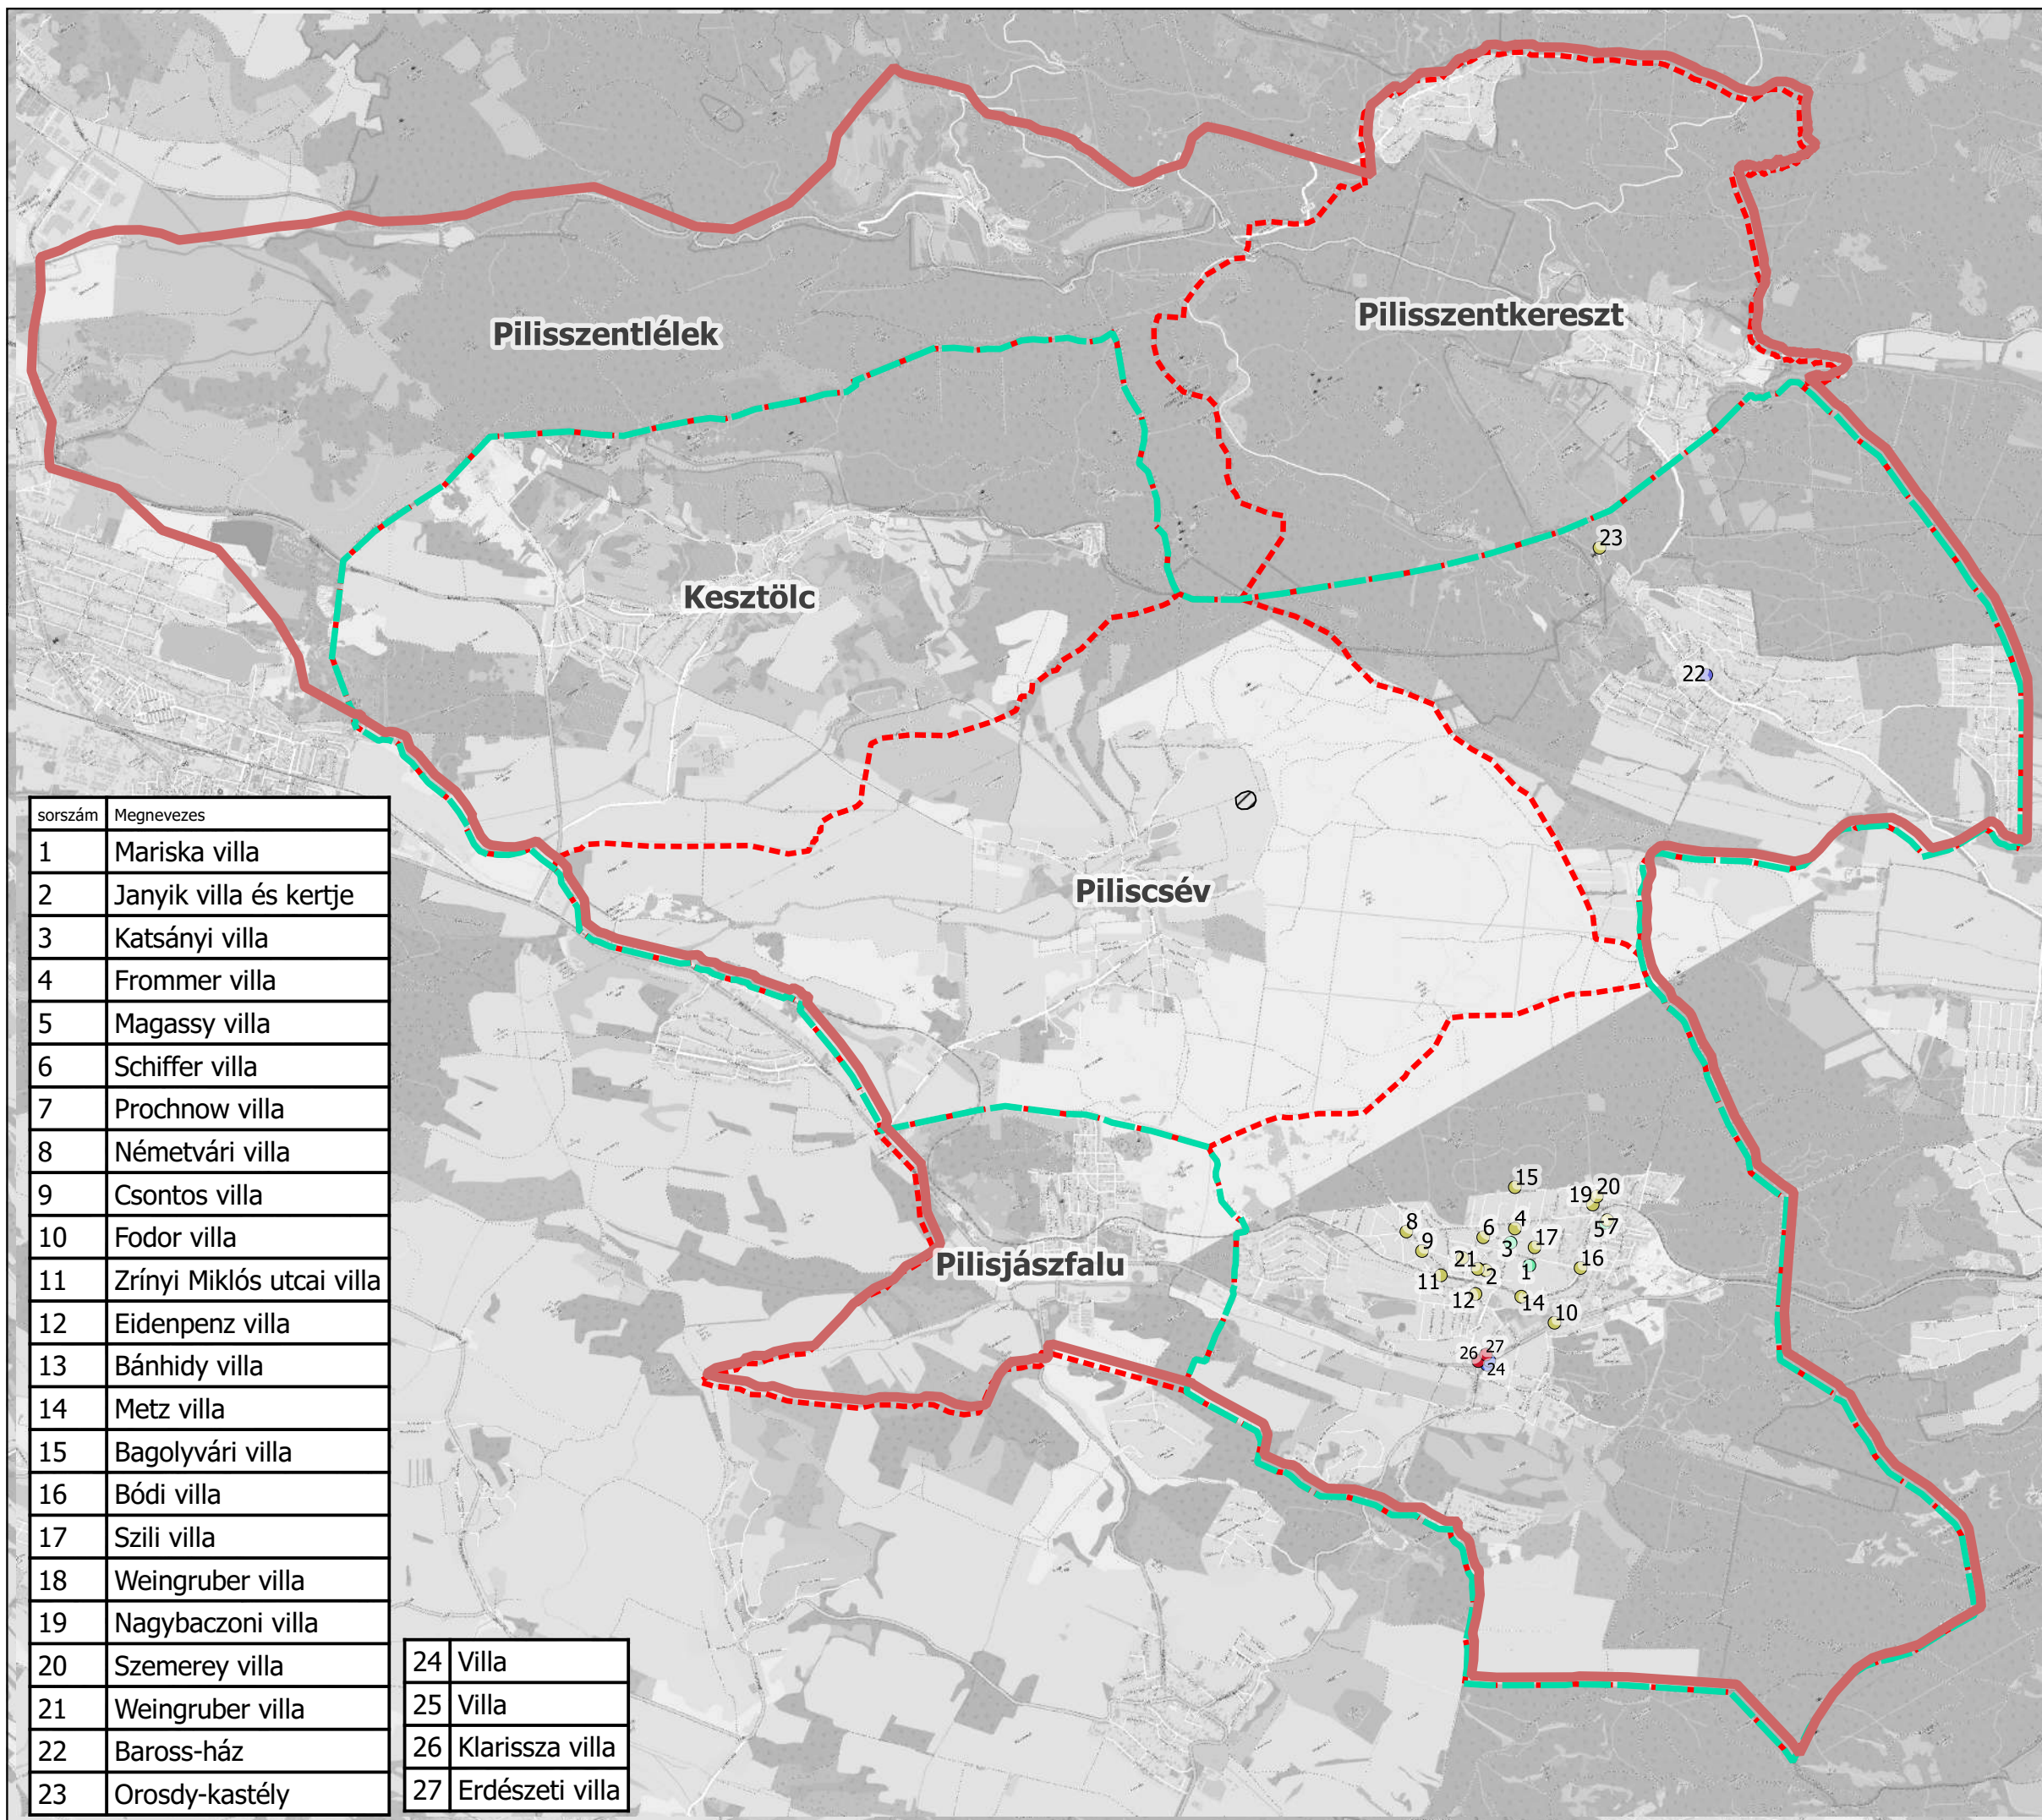 Pilisszentkereszt
Pilisszentlélek
23
Kesztölc
22
Piliscsév
15
19
20
8
6
4
5
7
9
3
17
21
2
1
16
11
12
14
10
Pilisjászfalu
26
27
24
sorszám Megnevezes
1 Mariska villa
2 Janyik villa és kertje
3 Katsányi villa
4 Frommer villa
5 Magassy villa
6 Schiffer villa
7 Prochnow villa
8 Németvári villa
9 Csontos villa
10 Fodor villa
11 Zrínyi Miklós utcai villa
12 Eidenpenz villa
13 Bánhidy villa
14 Metz villa
15 Bagolyvári villa
16 Bódi villa
17 Szili villa
18 Weingruber villa
19 Nagybaczoni villa
20 Szemerey villa
21 Weingruber villa
22 Baross-ház
23 Orosdy-kastély
24 Villa
25 Villa
26 Klarissza villa
27 Erdészeti villa